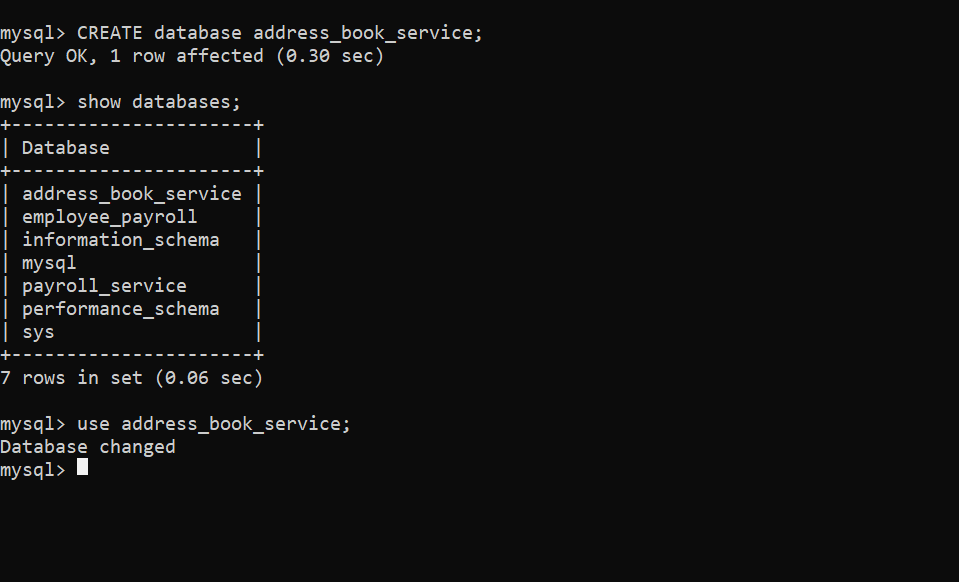 mysql> CREATE database address_book_service;
Query OK, 1 row affected (0.30 sec)
mysql> show databases;
+----------------------+
| Database             |
+----------------------+
| address_book_service |
| employee_payroll     |
| information_schema   |
| mysql                |
| payroll_service      |
| performance_schema   |
| sys                  |
+----------------------+
7 rows in set (0.06 sec)
mysql> use address_book_service;
Database changed
mysql>